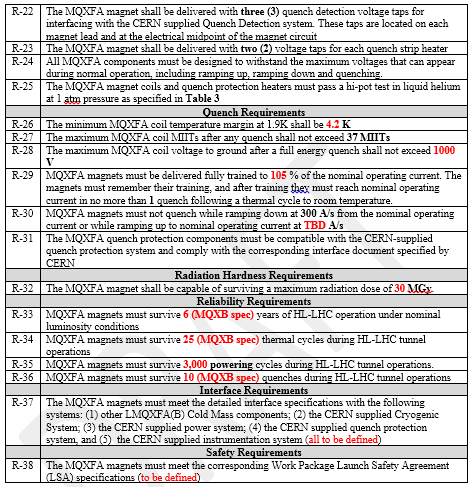 R-22 The MQXFA magnet shall be delivered with three (3) quench detection voltage taps for
interfacing with the CERN supplied Quench Detection system. These taps are located on each
magnet lead and at the electrical midpoint of the magnet circuit
R-23 The MQXFA magnet shall be delivered with two (2) voltage taps for each quench strip heater
R-24 All MQXFA components must be designed to withstand the maximum voltages that can appear
during normal operation, including ramping up, ramping down and quenching.
R-25 The MQXFA magnet coils and quench protection heaters must pass a hi-pot test in liquid helium
at 1 atm pressure as specified in Table 3
Quench Requirements
R-26 The minimum MQXFA coil temperature margin at 1.9K shall be 4.2 K
R-27 The maximum MQXFA coil MIITs after any quench shall not exceed 37 MIITs
R-28 The maximum MQXFA coil voltage to ground after a full energy quench shall not exceed 1000
V
R-29 MQXFA magnets must be delivered fully trained to 105 % of the nominal operating current. The
magnets must remember their training, and after training they must reach nominal operating
current in no more than 1 quench following a thermal cycle to room temperature.
R-30 MQXFA magnets must not quench while ramping down at 300 A/s from the nominal operating
current or while ramping up to nominal operating current at TBD A/s
R-31 The MQXFA quench protection components must be compatible with the CERN-supplied
quench protection system and comply with the corresponding interface document specified by
CERN
Radiation Hardness Requirements
R-32 The MQXFA magnet shall be capable of surviving a maximum radiation dose of 30 MGy.
Reliability Requirements
R-33 MQXFA magnets must survive 6 (MQXB spec) years of HL-LHC operation under nominal
luminosity conditions
R-34 MQXFA magnets must survive 25 (MQXB spec) thermal cycles during HL-LHC tunnel
operations
R-35 MQXFA magnets must survive 3,000 powering cycles during HL-LHC tunnel operations.
R-36 MQXFA magnets must survive 10 (MQXB spec) quenches during HL-LHC tunnel operations
Interface Requirements
R-37 The MQXFA magnets must meet the detailed interface specifications with the following
systems: (1) other LMQXFA(B) Cold Mass components; (2) the CERN supplied Cryogenic
System; (3) the CERN supplied power system; (4) the CERN supplied quench protection
system, and (5) the CERN supplied instrumentation system (all to be defined)
Safety Requirements
R-38 The MQXFA magnets must meet the corresponding Work Package Launch Safety Agreement
(LSA) specifications (to be defined)